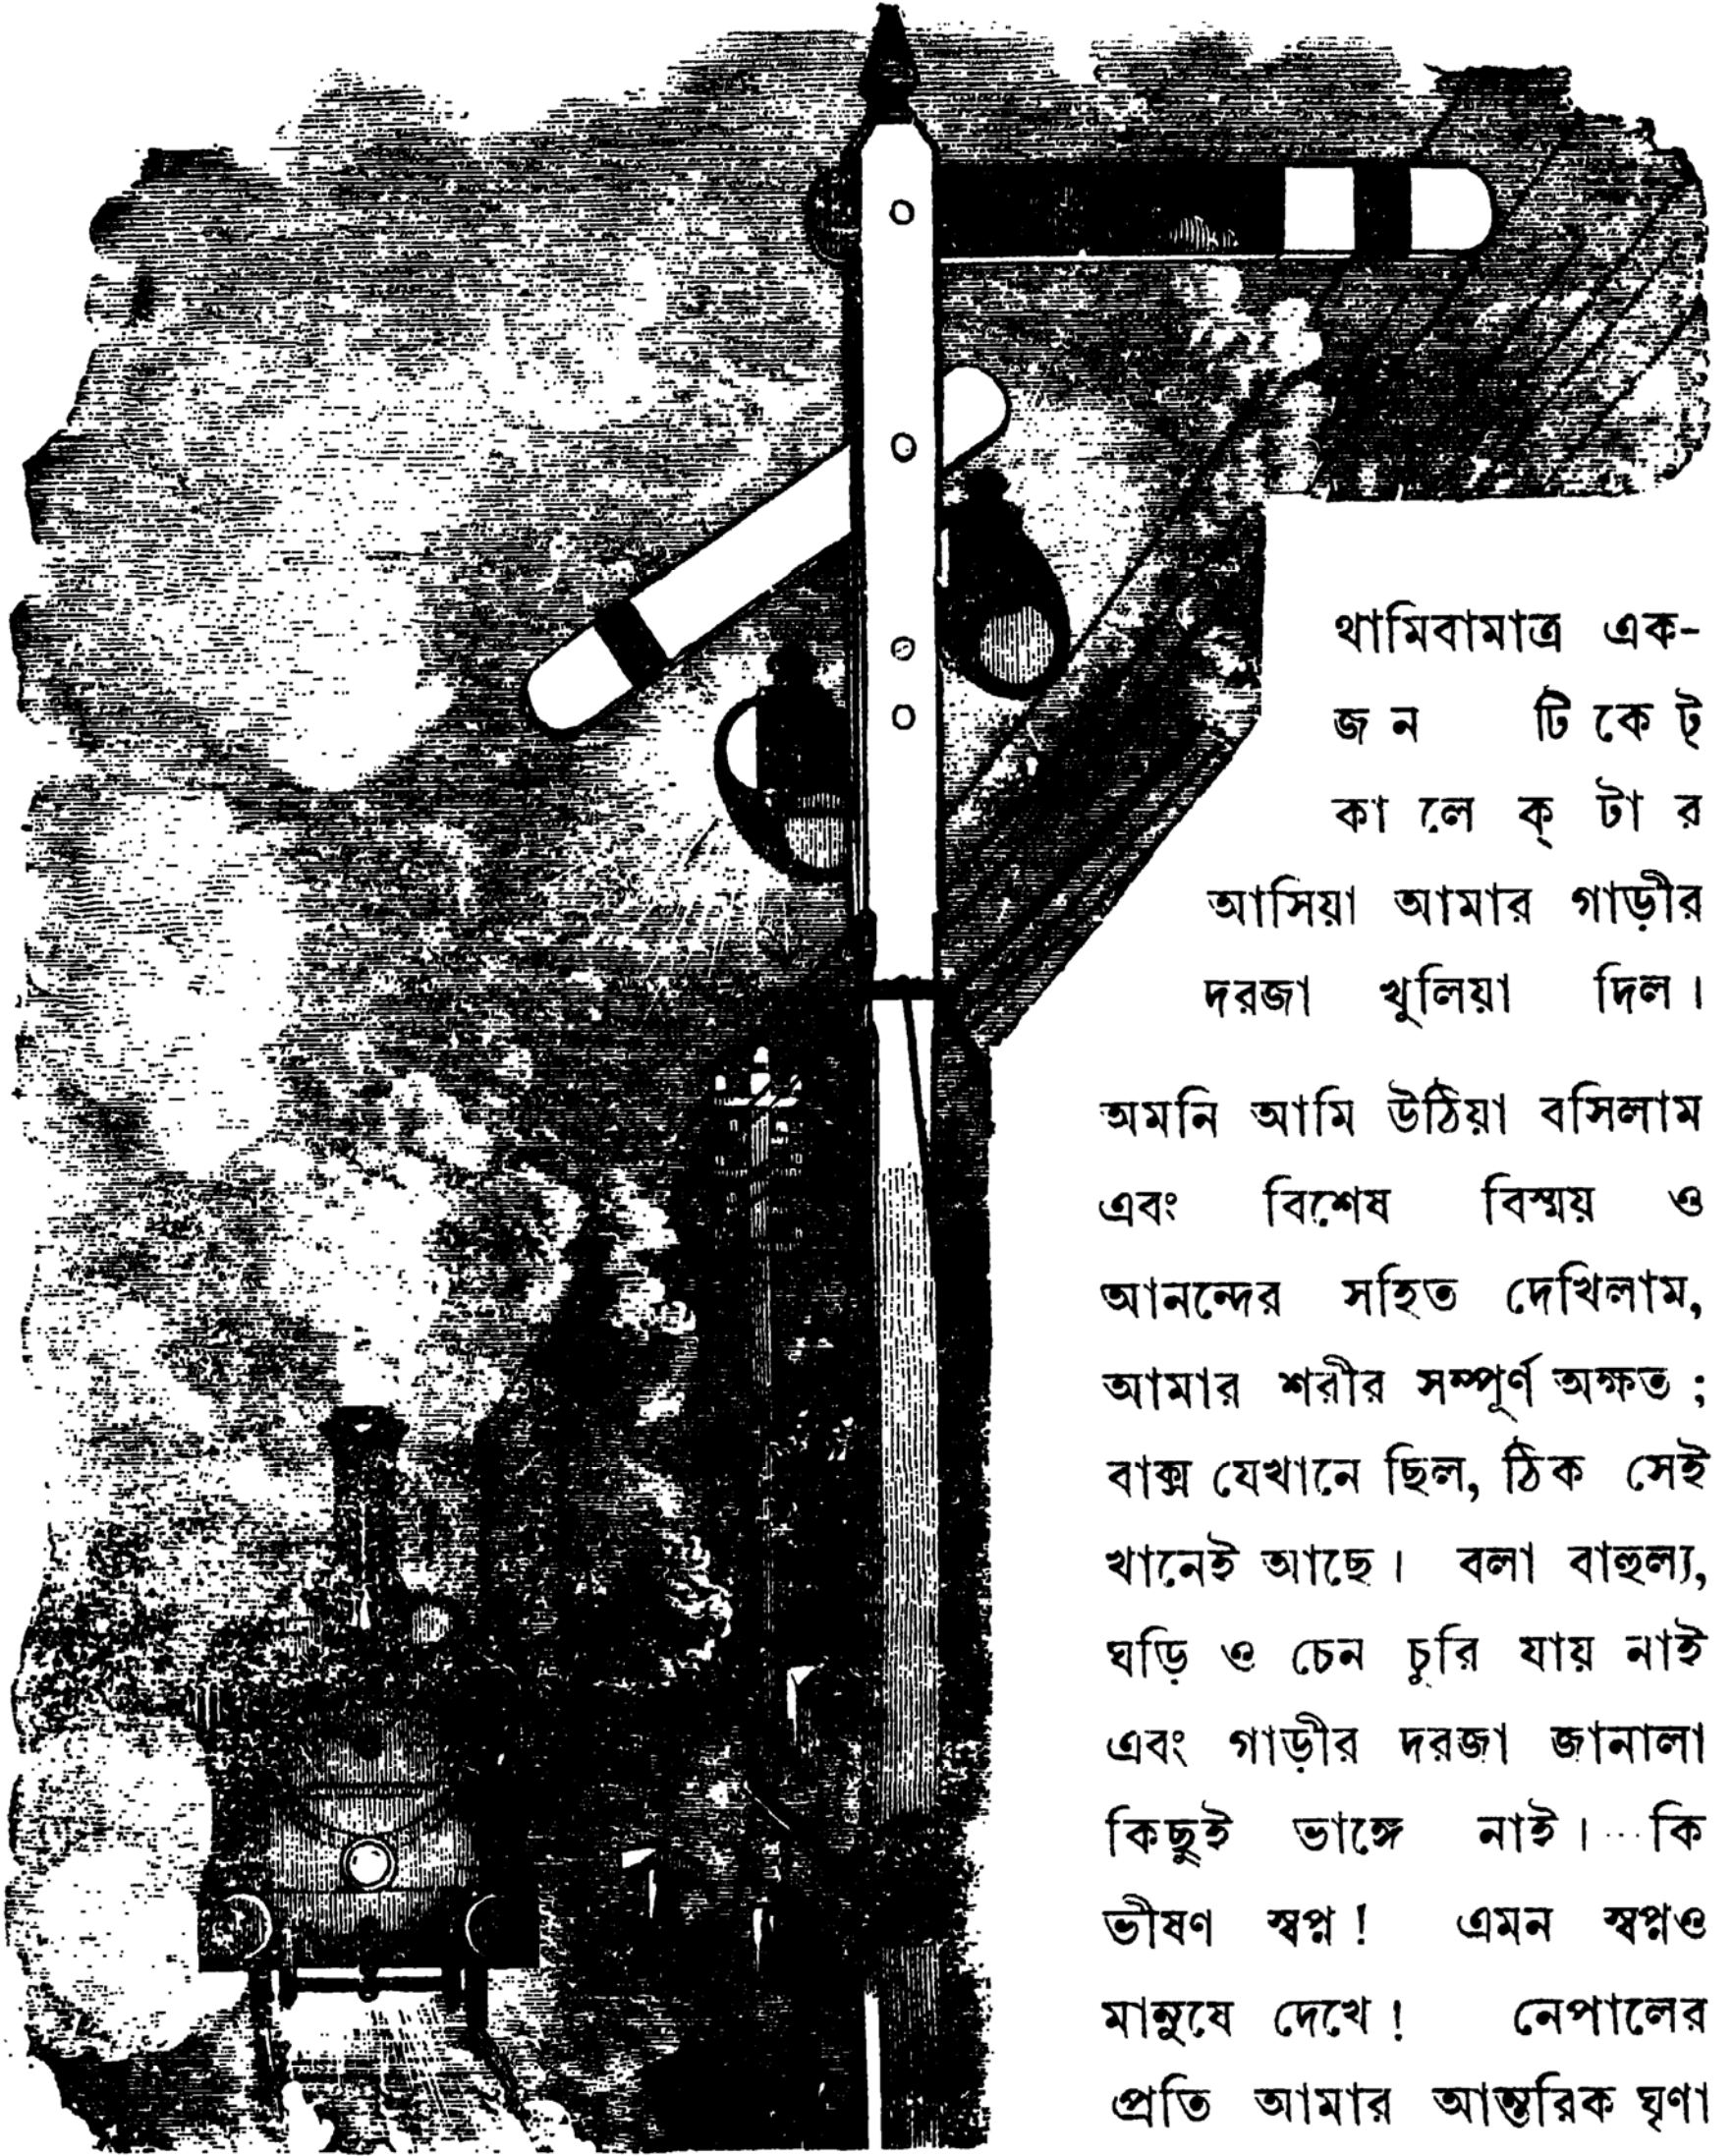 থামিবামাত্র এক-
জন টিকেট্
কালেক্টার
আসিয়া আমার গাড়ীর
দরজা খুলিয়া দিল।
অমনি আমি উঠিয়া বসিলাম
এবং বিশেষ বিস্ময় ও
আনন্দের সহিত দেখিলাম,
আমার শরীর সম্পূর্ণ অক্ষত ;
বাক্স যেখানে ছিল, ঠিক সেই
খানেই আছে। বলা বাহুল্য,
ঘড়ি ও চেন চুরি যায় নাই
এবং গাড়ীর দরজা জানালা
কিছুই ভাঙ্গে নাই। ... কি
ভীষণ স্বপ্ন ! এমন স্বপ্নও
মানুষে দেখে ! নেপালের
প্রতি আমার আন্তরিক ঘৃণা